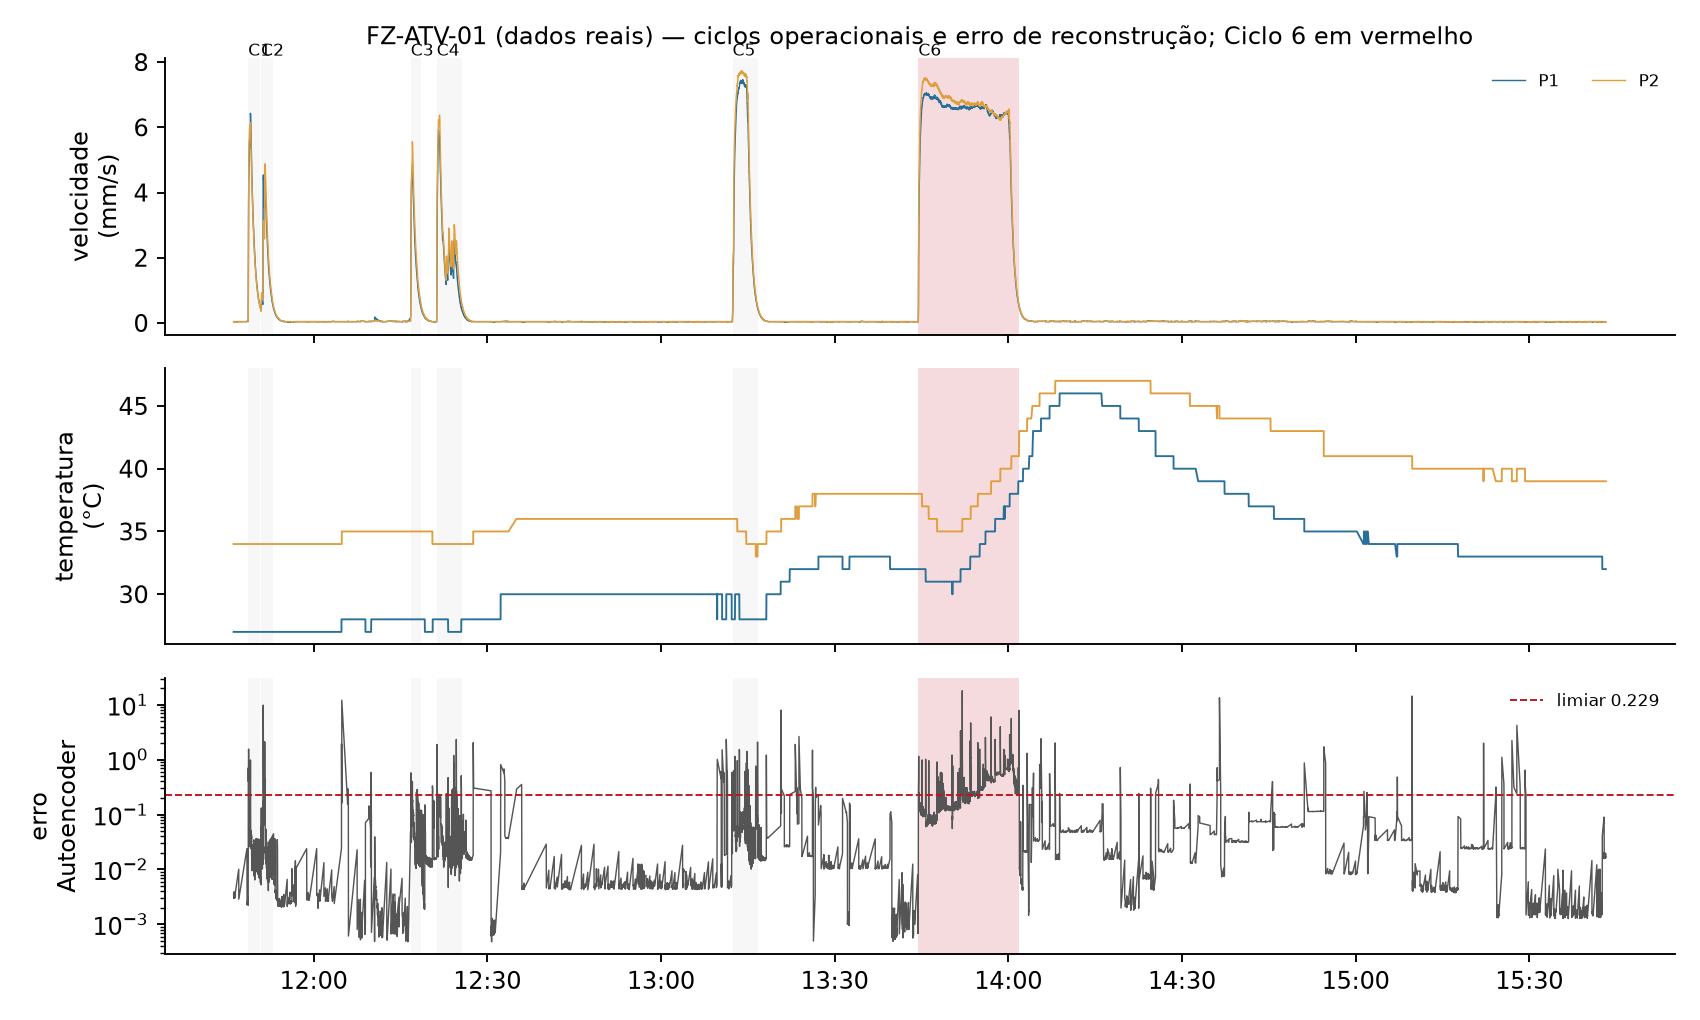 FZ-ATV-01 (dados reais) — ciclos operacionais e erro de reconstrução; Ciclo 6 em vermelho
C1 C2 C3 C4 C5 C6
P1 P2
velocidade
(mm/s)
8
6
4
2
0
temperatura
(°C)
45
40
35
30
erro
Autoencoder
limiar 0.229
10¹
10⁰
10⁻¹
10⁻²
10⁻³
12:00 12:30 13:00 13:30 14:00 14:30 15:00 15:30